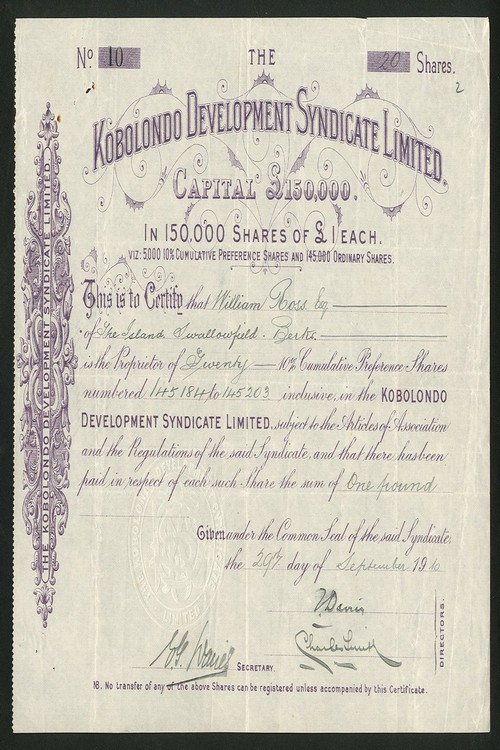 No. 10 THE 20 Shares.
2
KOBOLONDO DEVELOPMENT SYNDICATE LIMITED.
CAPITAL £150,000.
IN 150,000 SHARES OF £1 EACH.
VIZ: 5,000 10% CUMULATIVE PREFERENCE SHARES AND 145,000 ORDINARY SHARES.
This is to Certify that William Ross Esq
of The Island Swallowfield Berks
is the Proprietor of Twenty 10% Cumulative Preference Shares
numbered 145184 to 145203 inclusive, in the KOBOLONDO
DEVELOPMENT SYNDICATE LIMITED, subject to the Articles of Association
and the Regulations of the said Syndicate, and that there has been
paid in respect of each such Share the sum of One pound
Given under the Common Seal of the said Syndicate,
the 29th day of September 1910
Davis
Charles
SECRETARY.
DIRECTORS.
NB. No transfer of any of the above Shares can be registered unless accompanied by this Certificate.
THE KOBOLONDO DEVELOPMENT SYNDICATE LIMITED.